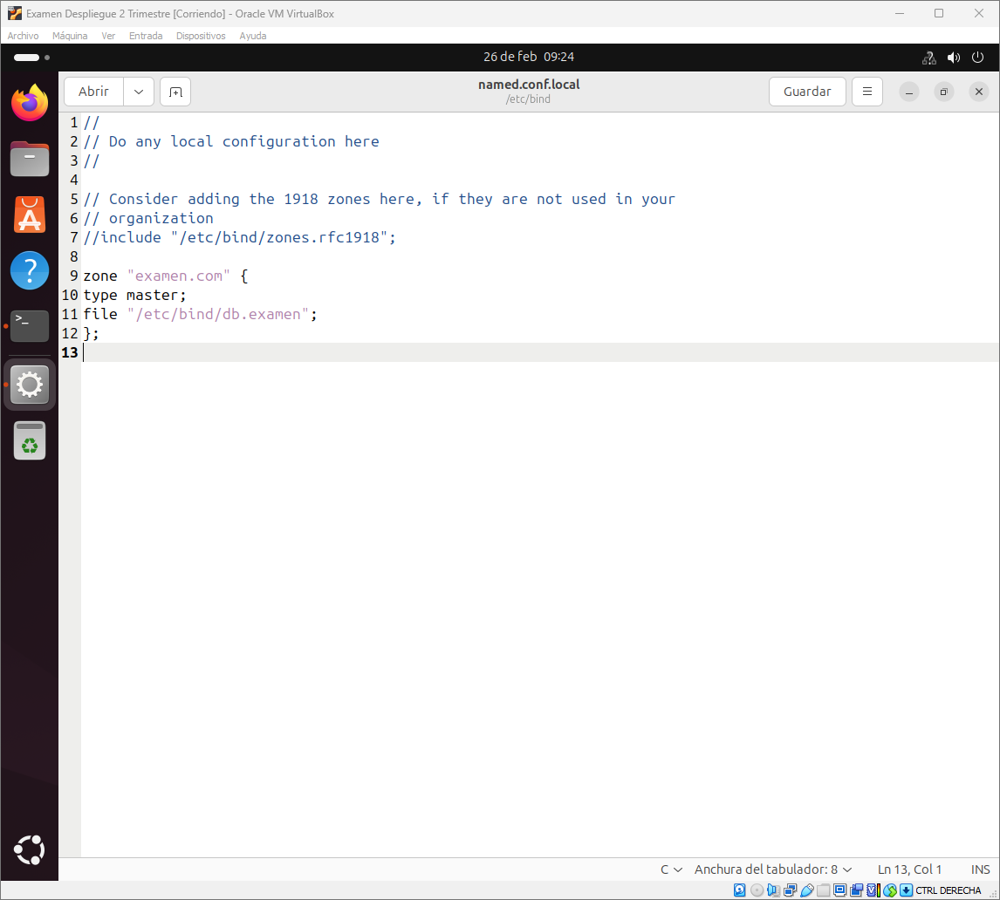 Examen Despliegue 2 Trimestre [Corriendo] - Oracle VM VirtualBox
Archivo Máquina Ver Entrada Dispositivos Ayuda
26 de feb 09:24
Abrir
named.conf.local
/etc/bind
Guardar
1 //
2 // Do any local configuration here
3 //
4
5 // Consider adding the 1918 zones here, if they are not used in your
6 // organization
7 //include "/etc/bind/zones.rfc1918";
8
9 zone "examen.com" {
10 type master;
11 file "/etc/bind/db.examen";
12 };
13
C Anchura del tabulador: 8 Ln 13, Col 1 INS
CTRL DERECHA